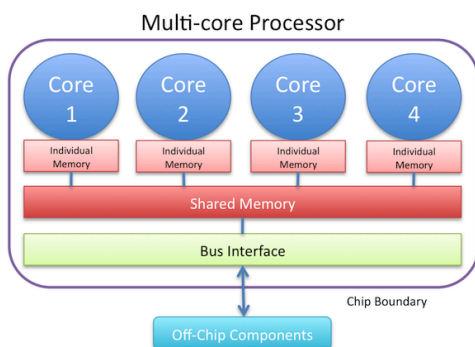 Multi-core Processor
Core
1
Core
2
Core
3
Core
4
Individual
Memory
Individual
Memory
Individual
Memory
Individual
Memory
Shared Memory
Bus Interface
Chip Boundary
Off-Chip Components